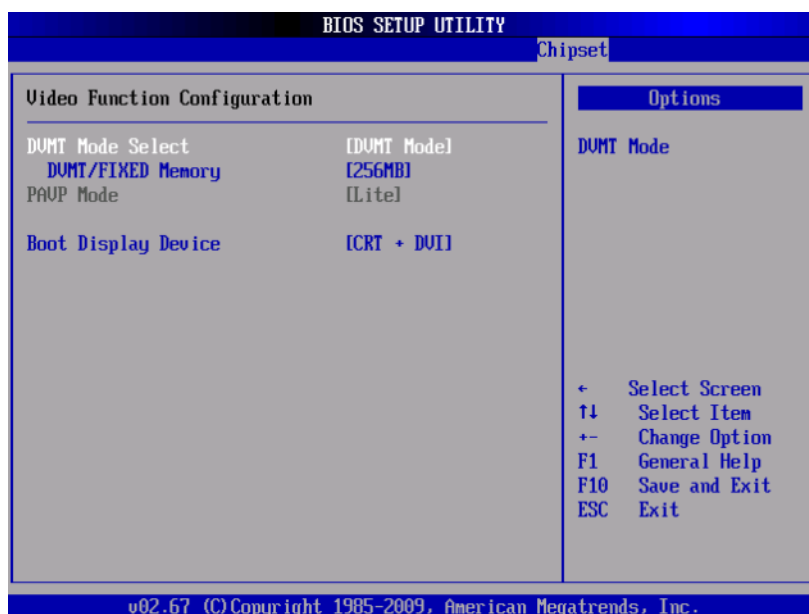 BIOS SETUP UTILITY
Chipset
Video Function Configuration
DVMT Mode Select [DVMT Mode]
DVMT/FIXED Memory [256MB]
PAVP Mode [Lite]
Boot Display Device [CRT + DVI]
Options
DVMT Mode
← Select Screen
↑↓ Select Item
+- Change Option
F1 General Help
F10 Save and Exit
ESC Exit
v02.67 (C)Copyright 1985-2009, American Megatrends, Inc.